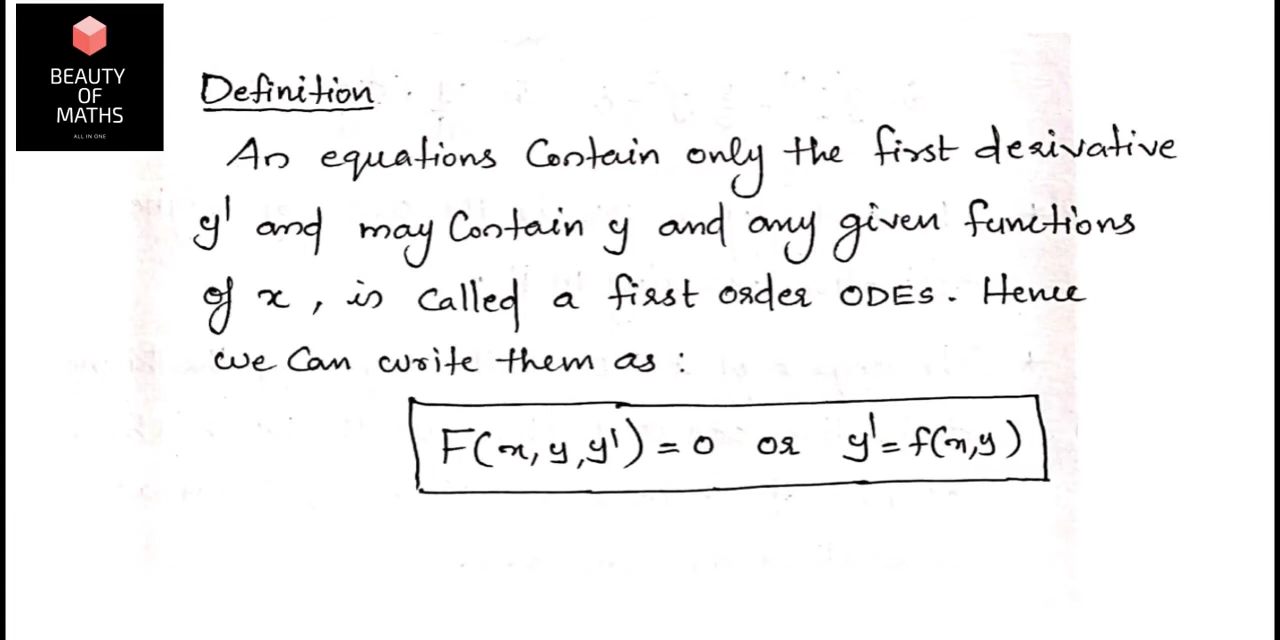 BEAUTY
OF
MATHS
ALL IN ONE
Definition
An equations Contain only the first derivative
y' and may Contain y and any given functions
of x, is called a first order ODEs. Hence
we Can write them as :
F(x, y, y') = 0 or y' = f(x, y)